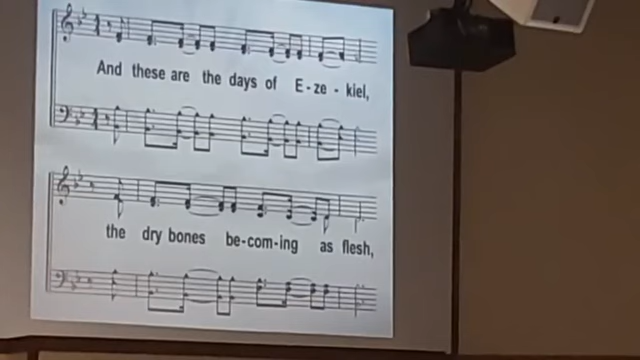 And these are the days of E-ze-kiel,
the dry bones be-com-ing as flesh,